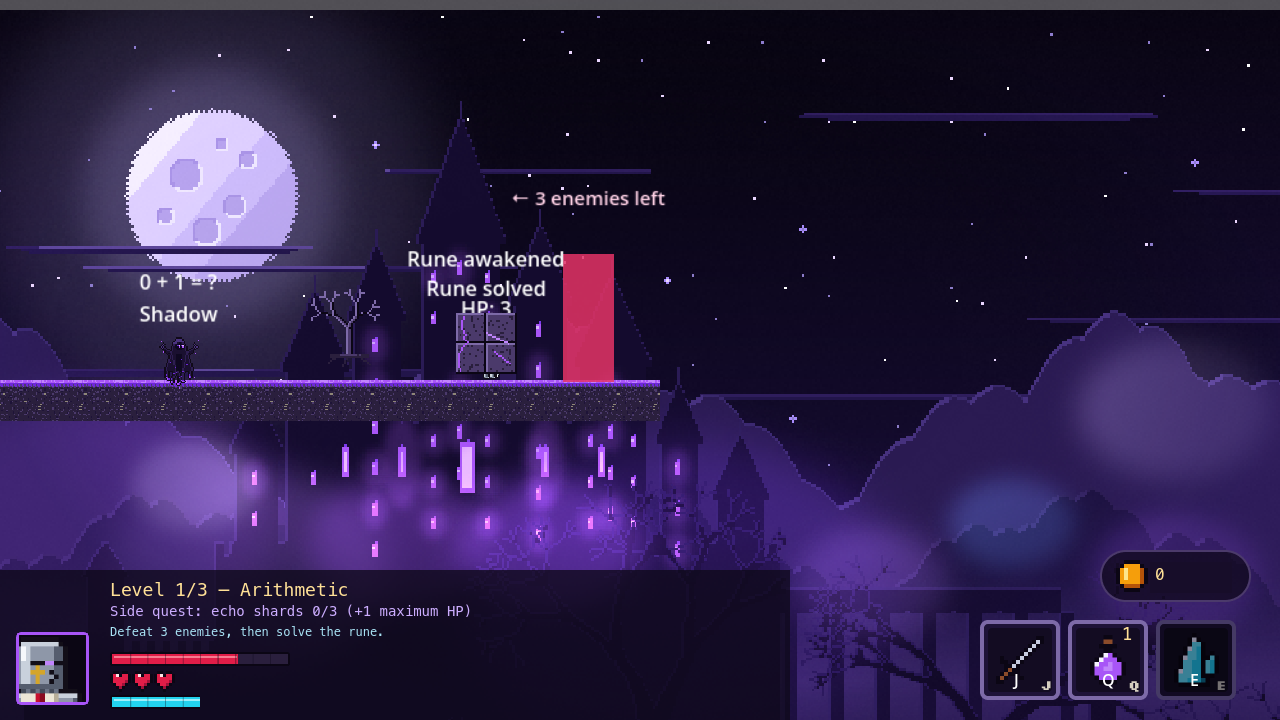 ← 3 enemies left
Rune awakened
0 + 1 = ?
Rune solved
HP: 3
Shadow
Level 1/3 — Arithmetic
Side quest: echo shards 0/3 (+1 maximum HP)
Defeat 3 enemies, then solve the rune.
0
1
J
J
Q
Q
E
E